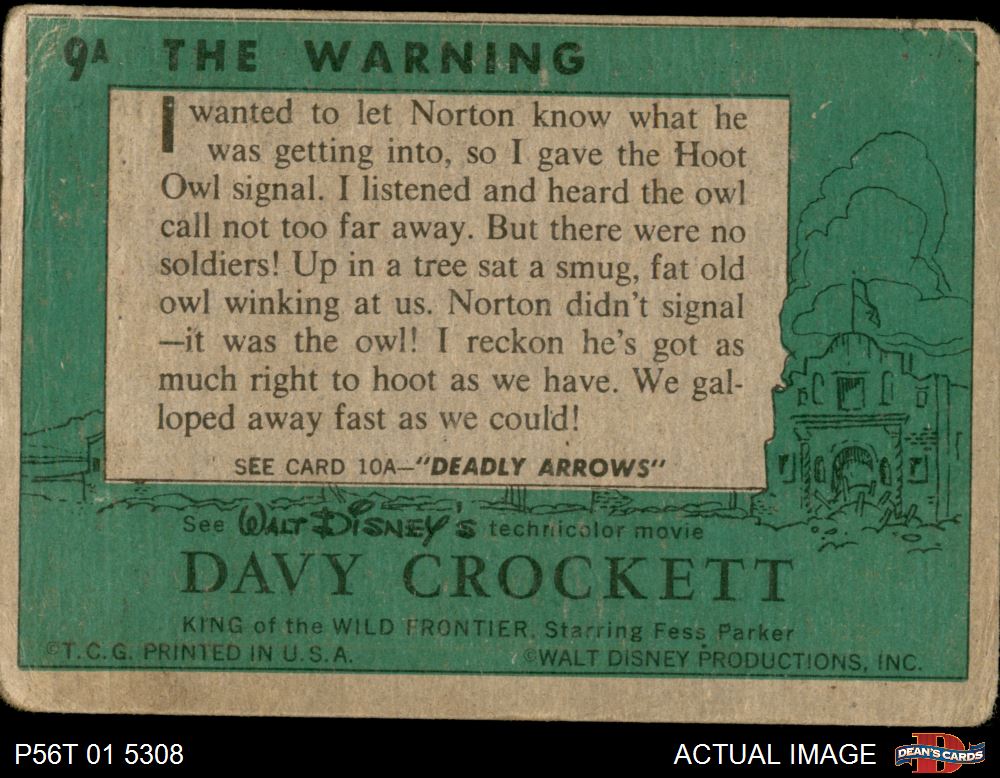 9A THE WARNING
I wanted to let Norton know what he
was getting into, so I gave the Hoot
Owl signal. I listened and heard the owl
call not too far away. But there were no
soldiers! Up in a tree sat a smug, fat old
owl winking at us. Norton didn't signal
—it was the owl! I reckon he's got as
much right to hoot as we have. We gal-
loped away fast as we could!
SEE CARD 10A—"DEADLY ARROWS"
See WALT DISNEY'S technicolor movie
DAVY CROCKETT
KING of the WILD FRONTIER, Starring Fess Parker
©T.C.G. PRINTED IN U.S.A. ©WALT DISNEY PRODUCTIONS, INC.
P56T 01 5308 ACTUAL IMAGE DEAN'S CARDS